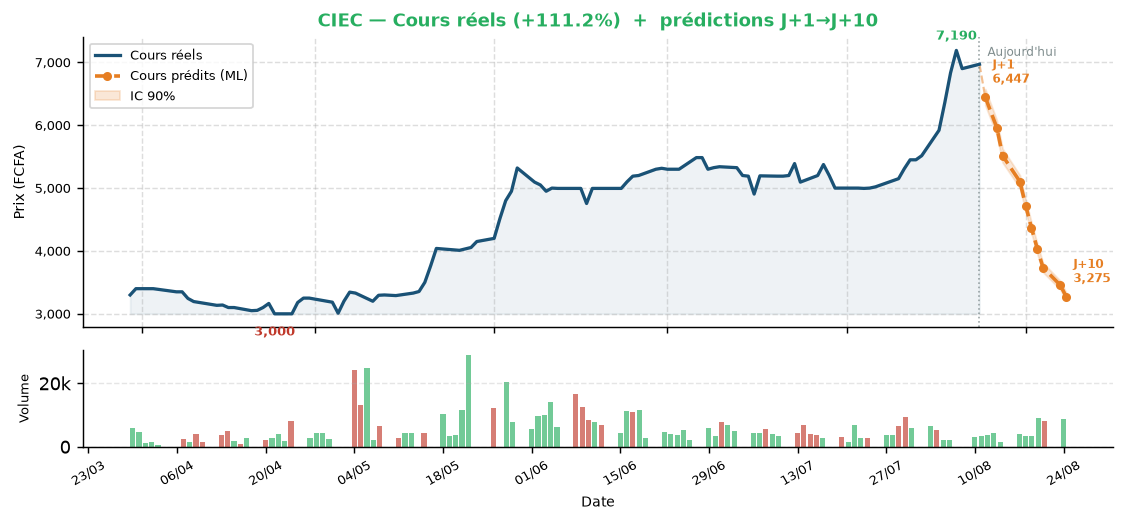 CIEC — Cours réels (+111.2%) + prédictions J+1→J+10
7,190
Aujourd'hui
Cours réels
Cours prédits (ML)
IC 90%
J+1
6,447
7,000
6,000
5,000
4,000
3,000
Prix (FCFA)
J+10
3,275
3,000
20k
0
Volume
23/03
06/04
20/04
04/05
18/05
01/06
15/06
29/06
13/07
27/07
10/08
24/08
Date